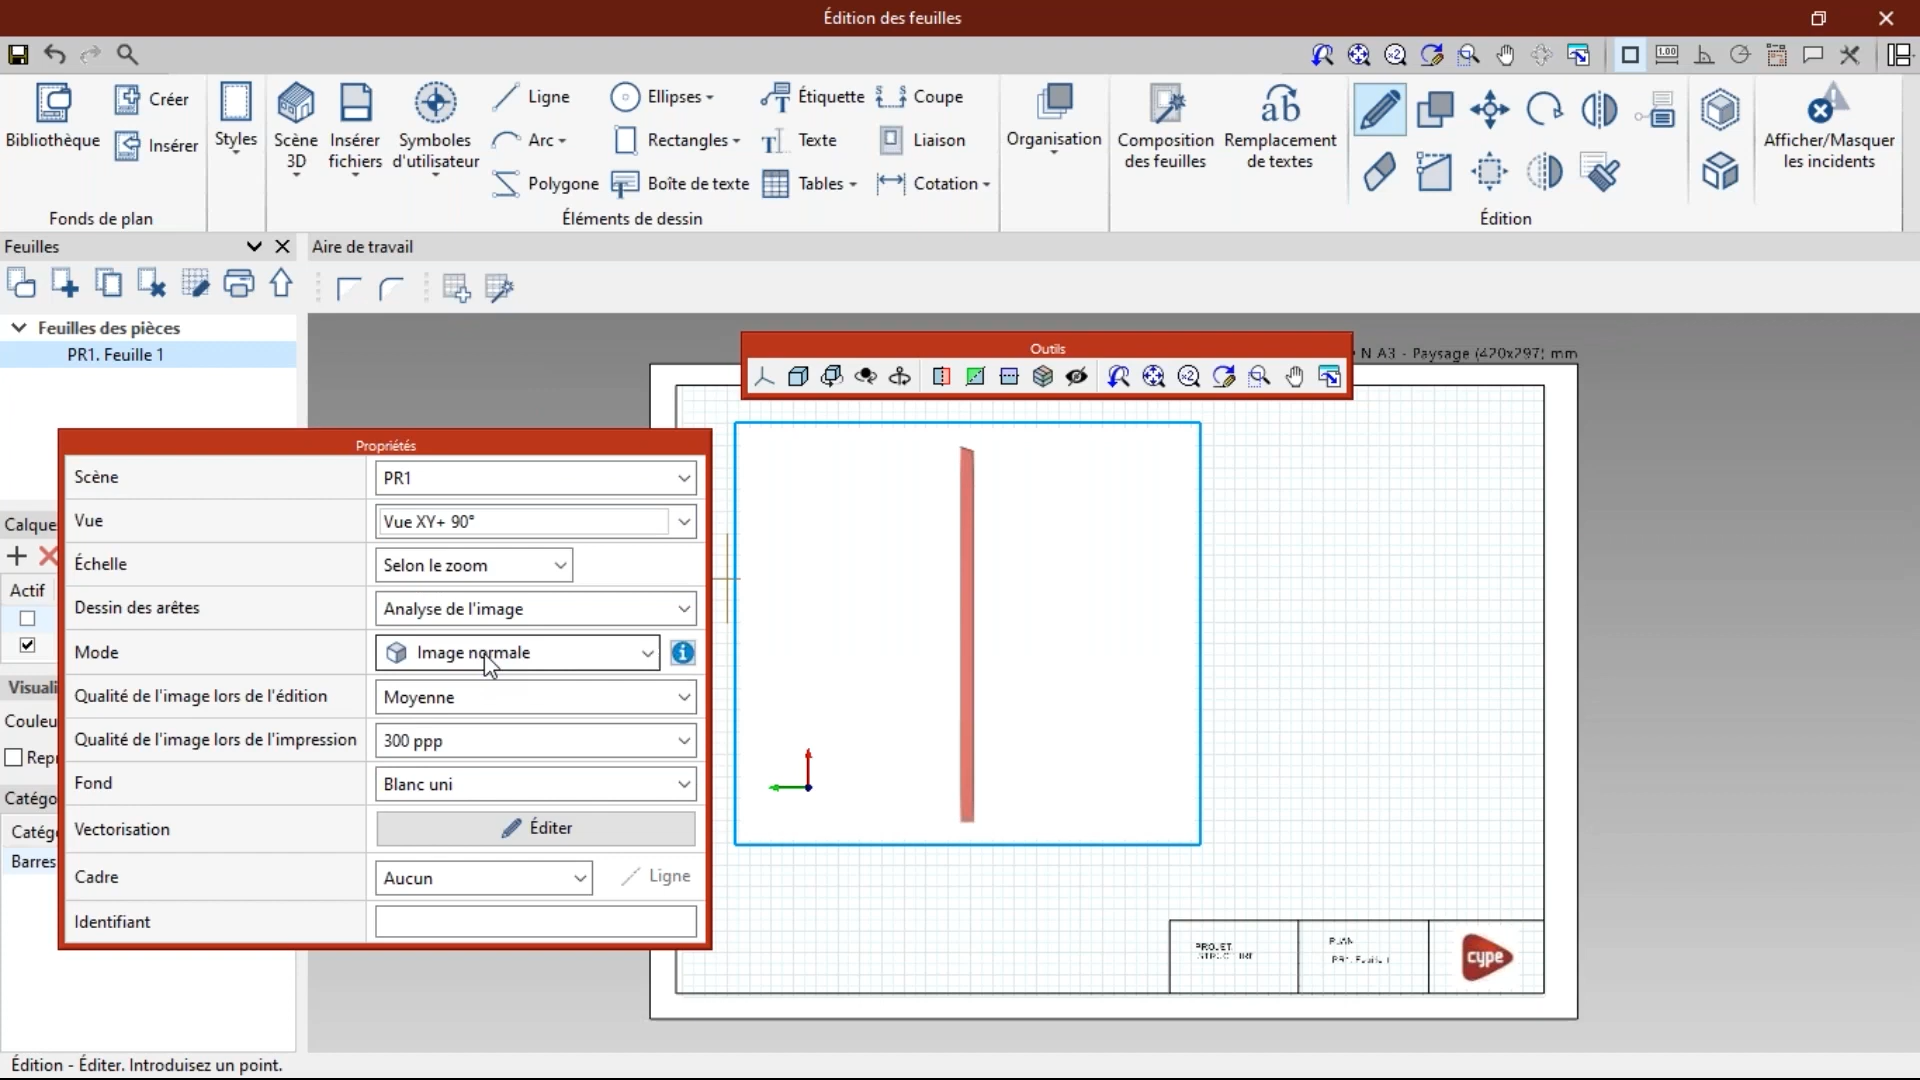 Édition des feuilles
Bibliothèque
Créer
Insérer
Fonds de plan
Styles
Scène
3D
Insérer
fichiers
Symboles
d'utilisateur
Ligne
Arc
Polygone
Ellipses
Rectangles
Boîte de texte
Étiquette
Texte
Tables
Coupe
Liaison
Cotation
Éléments de dessin
Organisation
Composition
des feuilles
Remplacement
de textes
Édition
Afficher/Masquer
les incidents
Feuilles
Feuilles des pièces
PR1. Feuille 1
Aire de travail
Outils
N A3 - Paysage (420x297) mm
Propriétés
Scène
PR1
Vue
Vue XY+ 90°
Échelle
Selon le zoom
Dessin des arêtes
Analyse de l'image
Mode
Image normale
Qualité de l'image lors de l'édition
Moyenne
Qualité de l'image lors de l'impression
300 ppp
Fond
Blanc uni
Vectorisation
Éditer
Cadre
Aucun
Ligne
Identifiant
Calque
Actif
Visuali
Couleu
Rep
Catégo
Catég
Barres
PROJET
STRUCTURE
PLAN
PR1. Feuille 1
cype
Édition - Éditer. Introduisez un point.